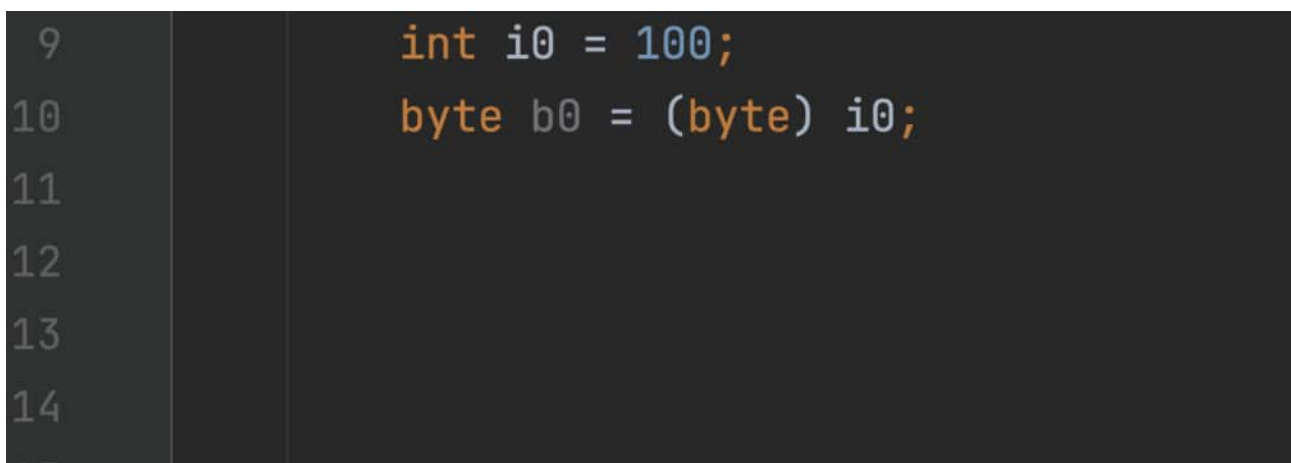 9 int i0 = 100;
10 byte b0 = (byte) i0;
11
12
13
14